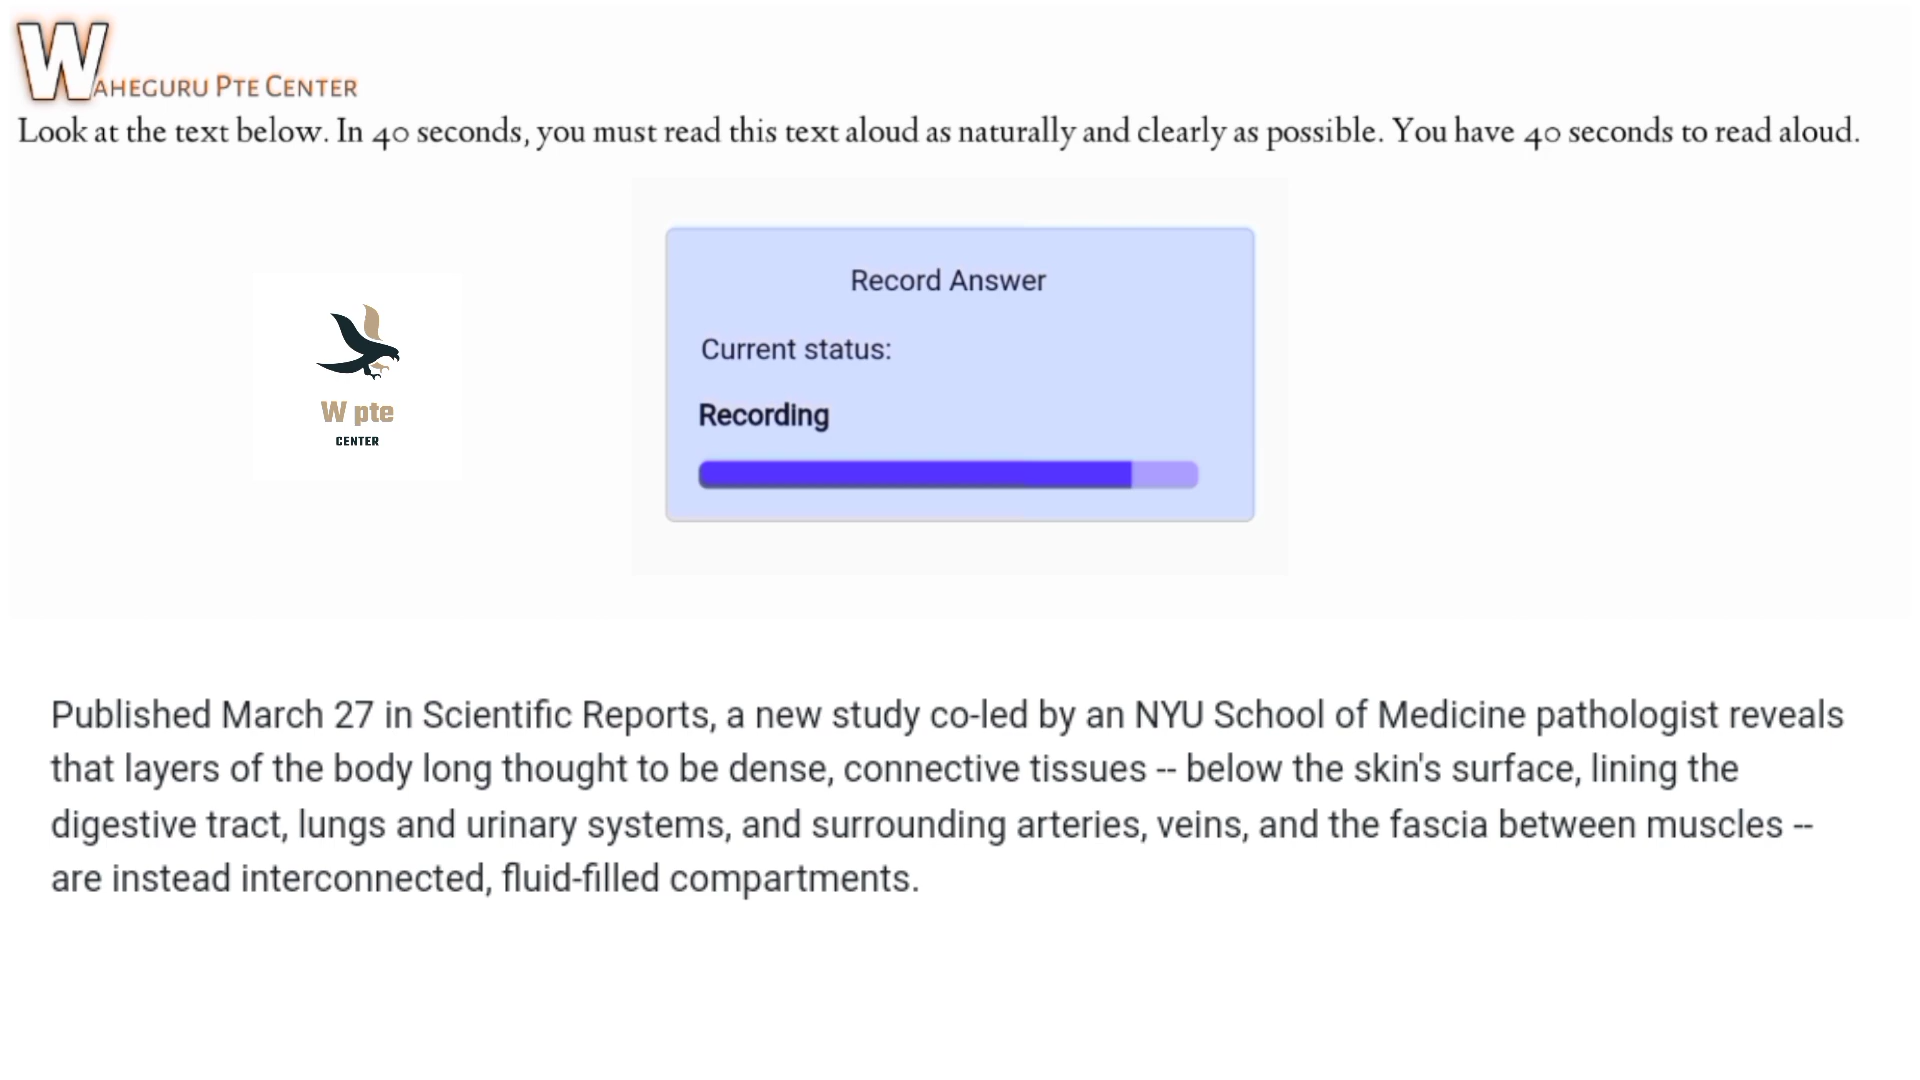 WAHEGURU PTE CENTER
Look at the text below. In 40 seconds, you must read this text aloud as naturally and clearly as possible. You have 40 seconds to read aloud.
Record Answer
Current status:
Recording
W pte
CENTER
Published March 27 in Scientific Reports, a new study co-led by an NYU School of Medicine pathologist reveals
that layers of the body long thought to be dense, connective tissues -- below the skin's surface, lining the
digestive tract, lungs and urinary systems, and surrounding arteries, veins, and the fascia between muscles --
are instead interconnected, fluid-filled compartments.